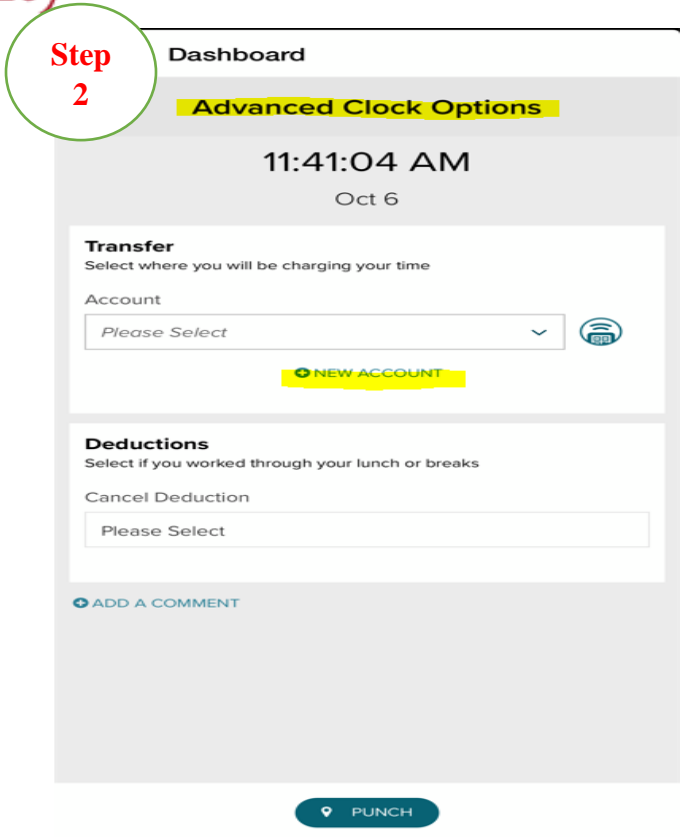 Step
2
Dashboard
Advanced Clock Options
11:41:04 AM
Oct 6
Transfer
Select where you will be charging your time
Account
Please Select
NEW ACCOUNT
Deductions
Select if you worked through your lunch or breaks
Cancel Deduction
Please Select
ADD A COMMENT
PUNCH